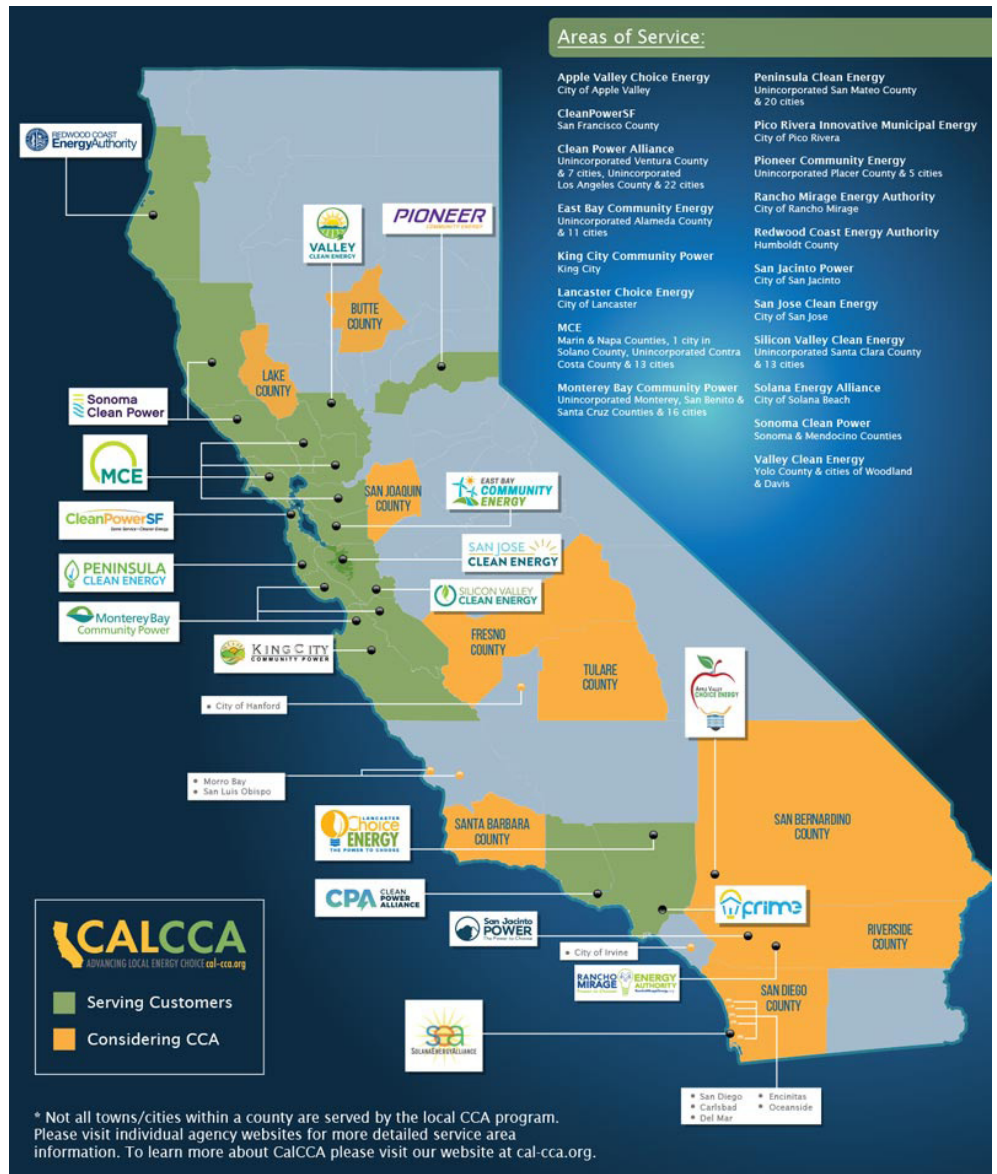 Areas of Service:
Apple Valley Choice Energy
City of Apple Valley
CleanPowerSF
San Francisco County
Clean Power Alliance
Unincorporated Ventura County
& 7 cities, Unincorporated
Los Angeles County & 22 cities
East Bay Community Energy
Unincorporated Alameda County
& 11 cities
King City Community Power
King City
Lancaster Choice Energy
City of Lancaster
MCE
Marin & Napa Counties, 1 city in
Solano County, Unincorporated Contra
Costa County & 13 cities
Monterey Bay Community Power
Unincorporated Monterey, San Benito &
Santa Cruz Counties & 16 cities
Peninsula Clean Energy
Unincorporated San Mateo County
& 20 cities
Pico Rivera Innovative Municipal Energy
City of Pico Rivera
Pioneer Community Energy
Unincorporated Placer County & 5 cities
Rancho Mirage Energy Authority
City of Rancho Mirage
Redwood Coast Energy Authority
Humboldt County
San Jacinto Power
City of San Jacinto
San Jose Clean Energy
City of San Jose
Silicon Valley Clean Energy
Unincorporated Santa Clara County
& 13 cities
Solana Energy Alliance
City of Solana Beach
Sonoma Clean Power
Sonoma & Mendocino Counties
Valley Clean Energy
Yolo County & cities of Woodland
& Davis
REDWOOD COAST
EnergyAuthority
VALLEY
CLEAN ENERGY
PIONEER
COMMUNITY ENERGY
BUTTE
COUNTY
LAKE
COUNTY
Sonoma
Clean Power
MCE
SAN JOAQUIN
COUNTY
EAST BAY
COMMUNITY
ENERGY
CleanPowerSF
Same Service • Cleaner Energy
SAN JOSE
CLEAN ENERGY
PENINSULA
CLEAN ENERGY
SILICON VALLEY
CLEAN ENERGY
MontereyBay
Community Power
KING CITY
COMMUNITY POWER
FRESNO
COUNTY
TULARE
COUNTY
APPLE VALLEY
CHOICE ENERGY
• City of Hanford
• Morro Bay
• San Luis Obispo
LANCASTER
Choice
ENERGY
THE POWER TO CHOOSE
SANTA BARBARA
COUNTY
SAN BERNARDINO
COUNTY
CPA
CLEAN
POWER
ALLIANCE
prime
San Jacinto
POWER
The Power to Choose
RIVERSIDE
COUNTY
• City of Irvine
RANCHO
MIRAGE
ENERGY
AUTHORITY
SAN DIEGO
COUNTY
sea
SOLANAENERGYALLIANCE
• San Diego
• Carlsbad
• Del Mar
• Encinitas
• Oceanside
CALCCA
ADVANCING LOCAL ENERGY CHOICE cal-cca.org
Serving Customers
Considering CCA
* Not all towns/cities within a county are served by the local CCA program.
Please visit individual agency websites for more detailed service area
information. To learn more about CalCCA please visit our website at cal-cca.org.